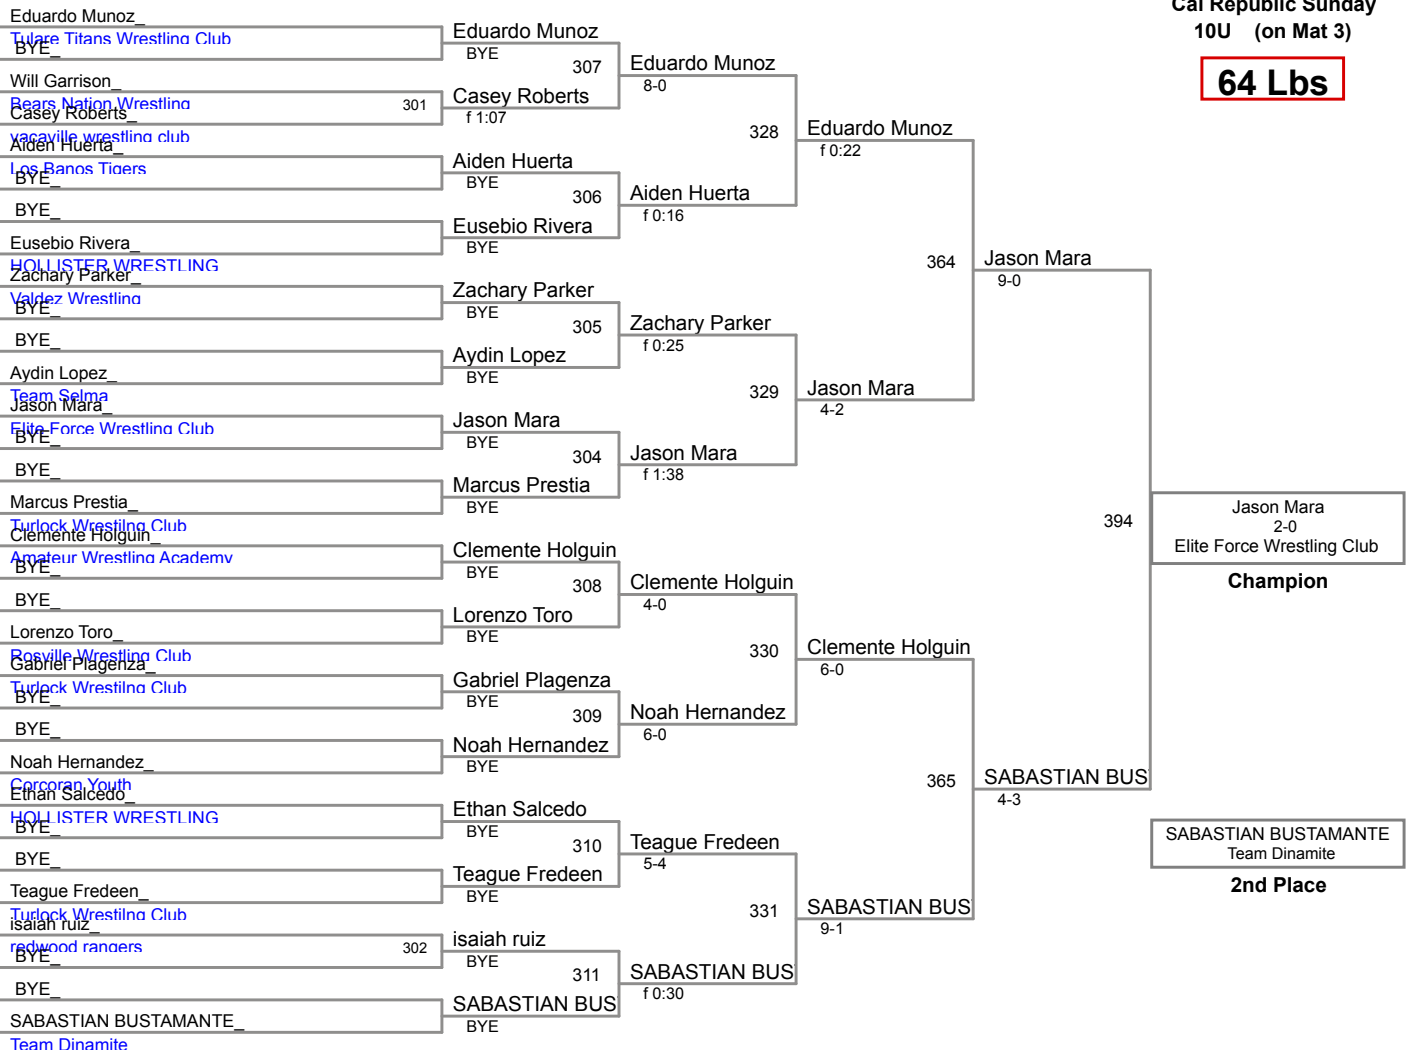 Cal Republic Sunday
10U (on Mat 3)
64 Lbs
Eduardo Munoz_
Tulare Titans Wrestling Club
BYE_
Will Garrison_
Bears Nation Wrestling
301
Casey Roberts_
vacaville wrestling club
Aiden Huerta_
Los Banos Tigers
BYE_
BYE_
Eusebio Rivera_
HOLLISTER WRESTLING
Zachary Parker_
Valdez Wrestling
BYE_
BYE_
Aydin Lopez_
Team Selma
Jason Mara_
Elite Force Wrestling Club
BYE_
BYE_
Marcus Prestia_
Turlock Wrestilng Club
Clemente Holguin_
Amateur Wrestling Academy
BYE_
BYE_
Lorenzo Toro_
Rosville Wrestling Club
Gabriel Plagenza_
Turlock Wrestilng Club
BYE_
BYE_
Noah Hernandez_
Corcoran Youth
Ethan Salcedo_
HOLLISTER WRESTLING
BYE_
BYE_
Teague Fredeen_
Turlock Wrestilng Club
isaiah ruiz_
redwood rangers
302
BYE_
BYE_
SABASTIAN BUSTAMANTE_
Team Dinamite
Eduardo Munoz
BYE
307
Casey Roberts
f 1:07
Aiden Huerta
BYE
306
Eusebio Rivera
BYE
Zachary Parker
BYE
305
Aydin Lopez
BYE
Jason Mara
BYE
304
Marcus Prestia
BYE
Clemente Holguin
BYE
308
Lorenzo Toro
BYE
Gabriel Plagenza
BYE
309
Noah Hernandez
BYE
Ethan Salcedo
BYE
310
Teague Fredeen
BYE
isaiah ruiz
BYE
311
SABASTIAN BUS
BYE
Eduardo Munoz
8-0
328
Aiden Huerta
f 0:16
Zachary Parker
f 0:25
329
Jason Mara
f 1:38
Clemente Holguin
4-0
330
Noah Hernandez
6-0
Teague Fredeen
5-4
331
SABASTIAN BUS
f 0:30
Eduardo Munoz
f 0:22
364
Jason Mara
4-2
Clemente Holguin
6-0
365
SABASTIAN BUS
9-1
Jason Mara
9-0
394
SABASTIAN BUS
4-3
Jason Mara
2-0
Elite Force Wrestling Club
Champion
SABASTIAN BUSTAMANTE
Team Dinamite
2nd Place